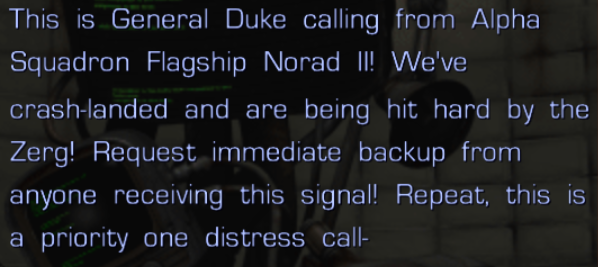 This is General Duke calling from Alpha
Squadron Flagship Norad II! We've
crash-landed and are being hit hard by the
Zerg! Request immediate backup from
anyone receiving this signal! Repeat, this is
a priority one distress call-